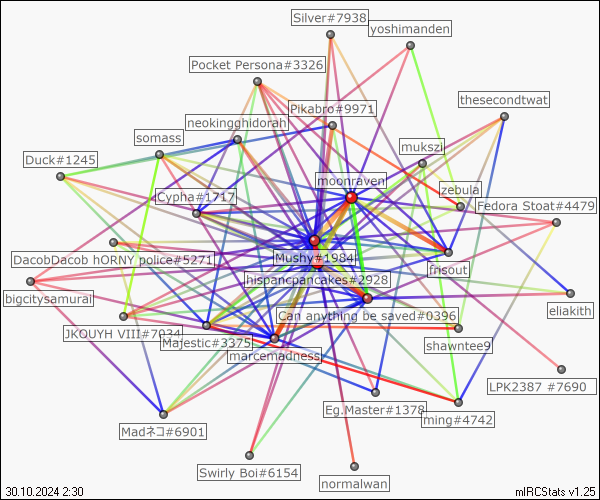 Silver#7938
yoshimanden
Pocket Persona#3326
thesecondtwat
Pikabro#9971
neokingghidorah
somass
mukszi
Duck#1245
moonraven
zebula
Cypha#1717
Fedora Stoat#4479
Mushy#1984
DacobDacob hORNY police#5271
frisout
hispancpancakes#2928
bigcitysamurai
eliakith
Can anything be saved#0396
JKQUYH VIII#7034
Majestic#3375
shawntee9
marcemadness
LPK2387 #7690
Eg.Master#1378
ming#4742
Madネコ#6901
Swirly Boi#6154
normalwan
30.10.2024 2:30
mIRCStats v1.25